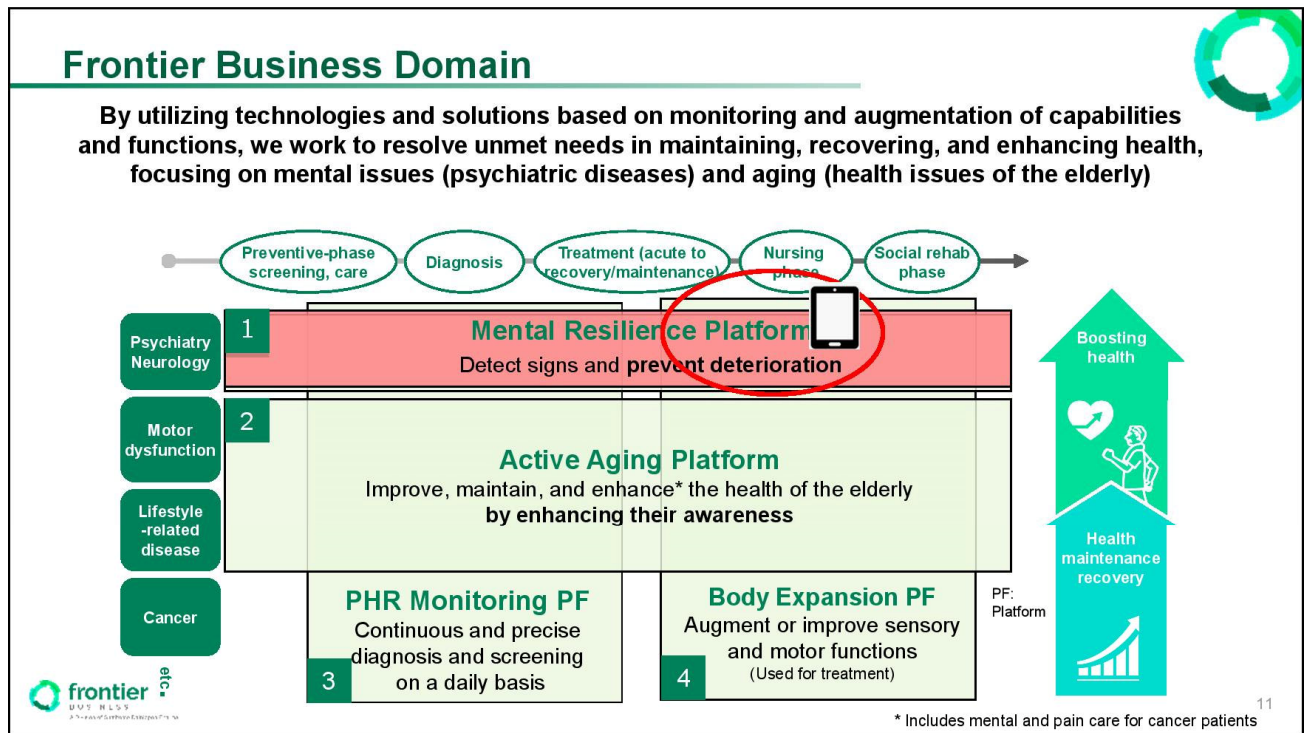 Frontier Business Domain
By utilizing technologies and solutions based on monitoring and augmentation of capabilities
and functions, we work to resolve unmet needs in maintaining, recovering, and enhancing health,
focusing on mental issues (psychiatric diseases) and aging (health issues of the elderly)
Preventive-phase
screening, care
Diagnosis
Treatment (acute to
recovery/maintenance)
Nursing
phase
Social rehab
phase
Psychiatry
Neurology
1
Mental Resilience Platform
Detect signs and prevent deterioration
Motor
dysfunction
Lifestyle
-related
disease
2
Active Aging Platform
Improve, maintain, and enhance* the health of the elderly
by enhancing their awareness
Cancer
etc.
PHR Monitoring PF
Continuous and precise
diagnosis and screening
on a daily basis
3
Body Expansion PF
Augment or improve sensory
and motor functions
(Used for treatment)
4
PF:
Platform
Boosting
health
Health
maintenance
recovery
frontier
BUSINESS
11
* Includes mental and pain care for cancer patients